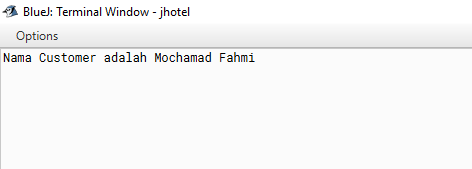 BlueJ: Terminal Window - jhotel
Options
Nama Customer adalah Mochamad Fahmi